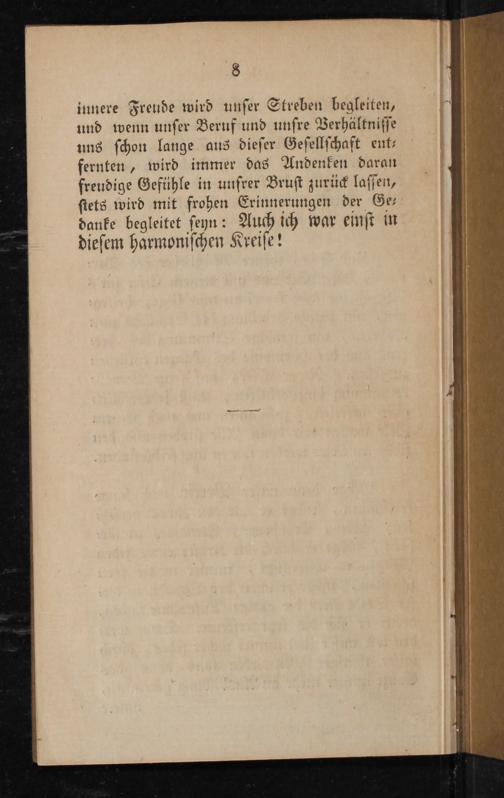 8
innere Freude wird unser Streben begleiten,
und wenn unser Beruf und unsre Verhältnisse
uns schon lange aus dieser Gesellschaft ent-
fernten, wird immer das Andenken daran
freudige Gefühle in unsrer Brust zurück lassen,
stets wird mit frohen Erinnerungen der Ge-
danke begleitet seyn: Auch ich war einst in
diesem harmonischen Kreise!